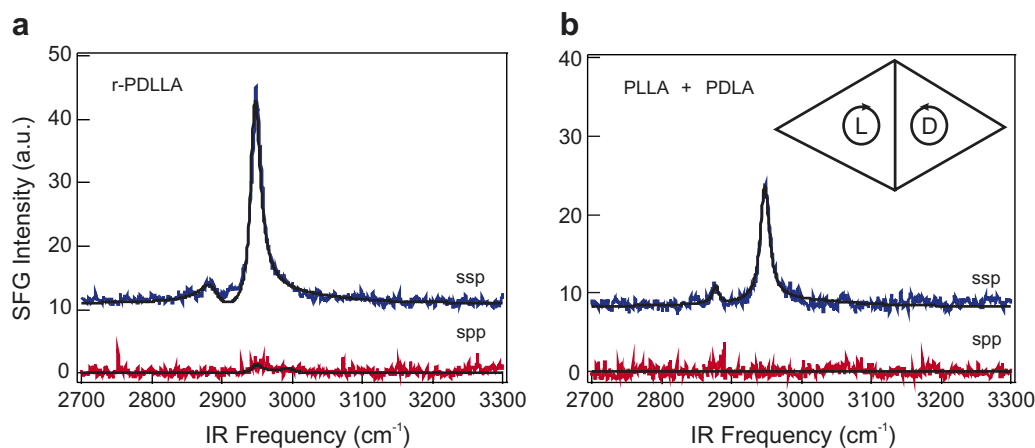 a
50
40
30
20
10
0
SFG Intensity (a.u.)
r-PDLLA
ssp
spp
2700 2800 2900 3000 3100 3200 3300
IR Frequency (cm-1)
b
40
30
20
10
0
PLLA + PDLA
L D
ssp
spp
2700 2800 2900 3000 3100 3200 3300
IR Frequency (cm-1)